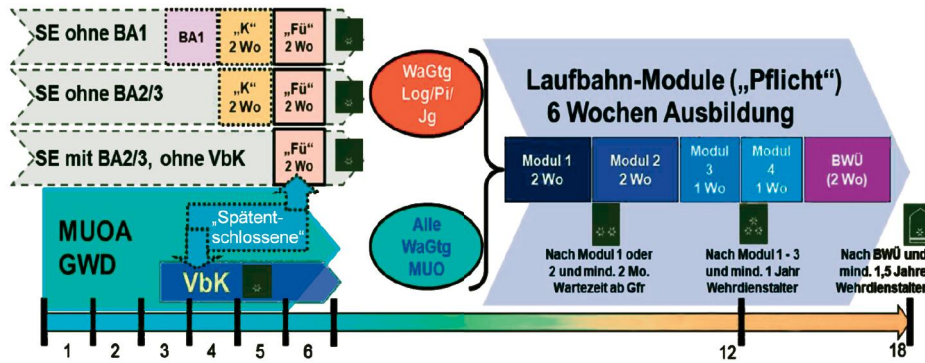 SE ohne BA1
BA1
„K"
2 Wo
„Fü"
2 Wo
SE ohne BA2/3
„K"
2 Wo
„Fü"
2 Wo
SE mit BA2/3, ohne VbK
„Fü"
2 Wo
„Spätent-
schlossene"
MUOA
GWD
VbK
WaGtg
Log/Pi/
Jg
Alle
WaGtg
MUO
Laufbahn-Module („Pflicht")
6 Wochen Ausbildung
Modul 1
2 Wo
Modul 2
2 Wo
Modul
3
1 Wo
Modul
4
1 Wo
BWÜ
(2 Wo)
Nach Modul 1 oder
2 und mind. 2 Mo.
Wartezeit ab Gfr
Nach Modul 1 - 3
und mind. 1 Jahr
Wehrdienstalter
Nach BWÜ und
mind. 1,5 Jahre
Wehrdienstalter
1 2 3 4 5 6 12 18